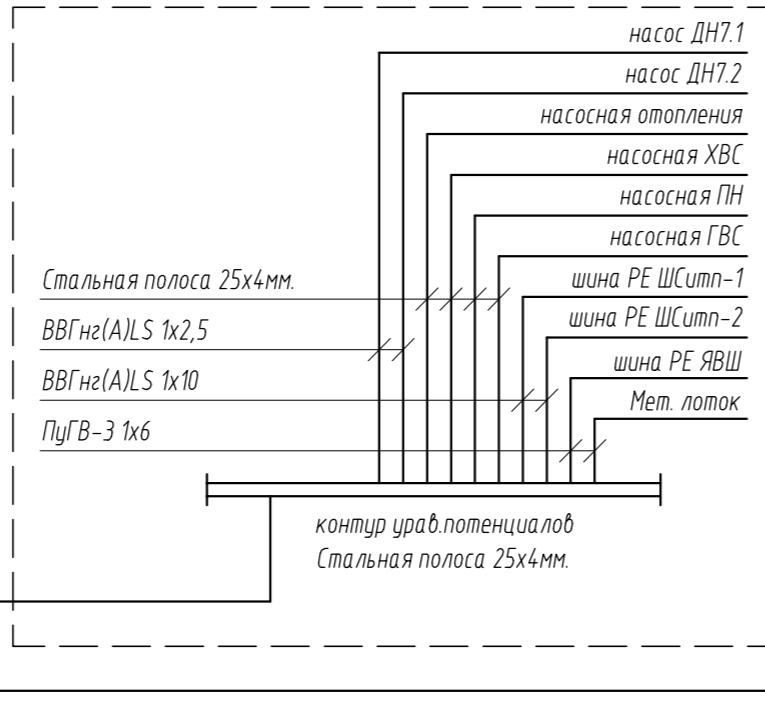 насос ДН7.1
насос ДН7.2
насосная отопления
насосная ХВС
насосная ПН
насосная ГВС
шина РЕ ШСитп-1
шина РЕ ШСитп-2
шина РЕ ЯВШ
Мет. лоток
Стальная полоса 25х4мм.
ВВГнг(А)LS 1х2,5
ВВГнг(А)LS 1х10
ПуГВ-З 1х6
контур урав.потенциалов
Стальная полоса 25х4мм.